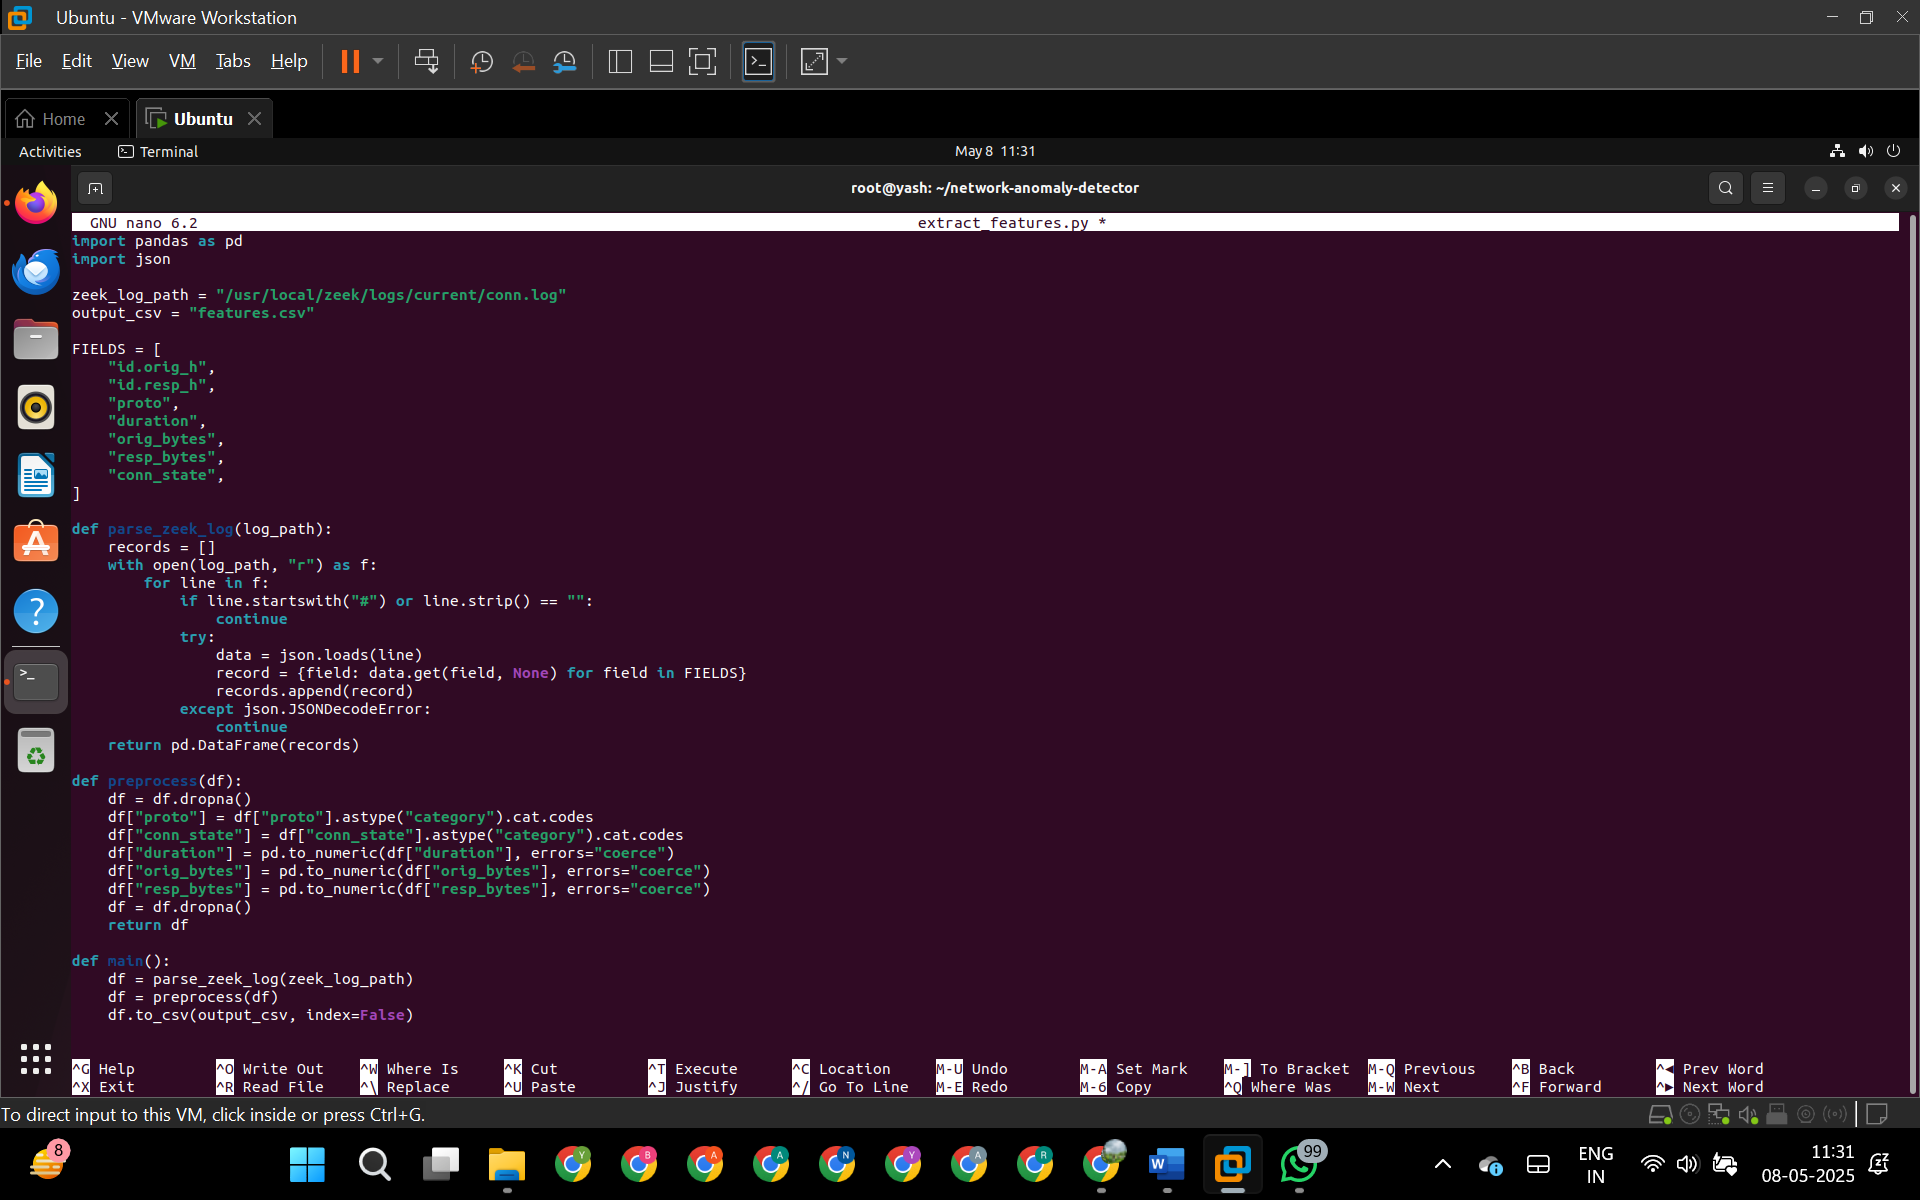 Ubuntu - VMware Workstation
File Edit View VM Tabs Help
Home
Ubuntu
Activities
Terminal
May 8 11:31
root@yash: ~/network-anomaly-detector
GNU nano 6.2 extract_features.py *
import pandas as pd
import json
zeek_log_path = "/usr/local/zeek/logs/current/conn.log"
output_csv = "features.csv"
FIELDS = [
    "id.orig_h",
    "id.resp_h",
    "proto",
    "duration",
    "orig_bytes",
    "resp_bytes",
    "conn_state",
]
def parse_zeek_log(log_path):
    records = []
    with open(log_path, "r") as f:
        for line in f:
            if line.startswith("#") or line.strip() == "":
                continue
            try:
                data = json.loads(line)
                record = {field: data.get(field, None) for field in FIELDS}
                records.append(record)
            except json.JSONDecodeError:
                continue
    return pd.DataFrame(records)
def preprocess(df):
    df = df.dropna()
    df["proto"] = df["proto"].astype("category").cat.codes
    df["conn_state"] = df["conn_state"].astype("category").cat.codes
    df["duration"] = pd.to_numeric(df["duration"], errors="coerce")
    df["orig_bytes"] = pd.to_numeric(df["orig_bytes"], errors="coerce")
    df["resp_bytes"] = pd.to_numeric(df["resp_bytes"], errors="coerce")
    df = df.dropna()
    return df
def main():
    df = parse_zeek_log(zeek_log_path)
    df = preprocess(df)
    df.to_csv(output_csv, index=False)
^G Help ^O Write Out ^W Where Is ^K Cut ^T Execute ^C Location M-U Undo M-A Set Mark M-] To Bracket M-Q Previous ^B Back ^◀ Prev Word
^X Exit ^R Read File ^\ Replace ^U Paste ^J Justify ^/ Go To Line M-E Redo M-6 Copy ^Q Where Was M-W Next ^F Forward ^▶ Next Word
To direct input to this VM, click inside or press Ctrl+G.
8
Y B A A N Y A R
W
99
ENG
IN
11:31
08-05-2025